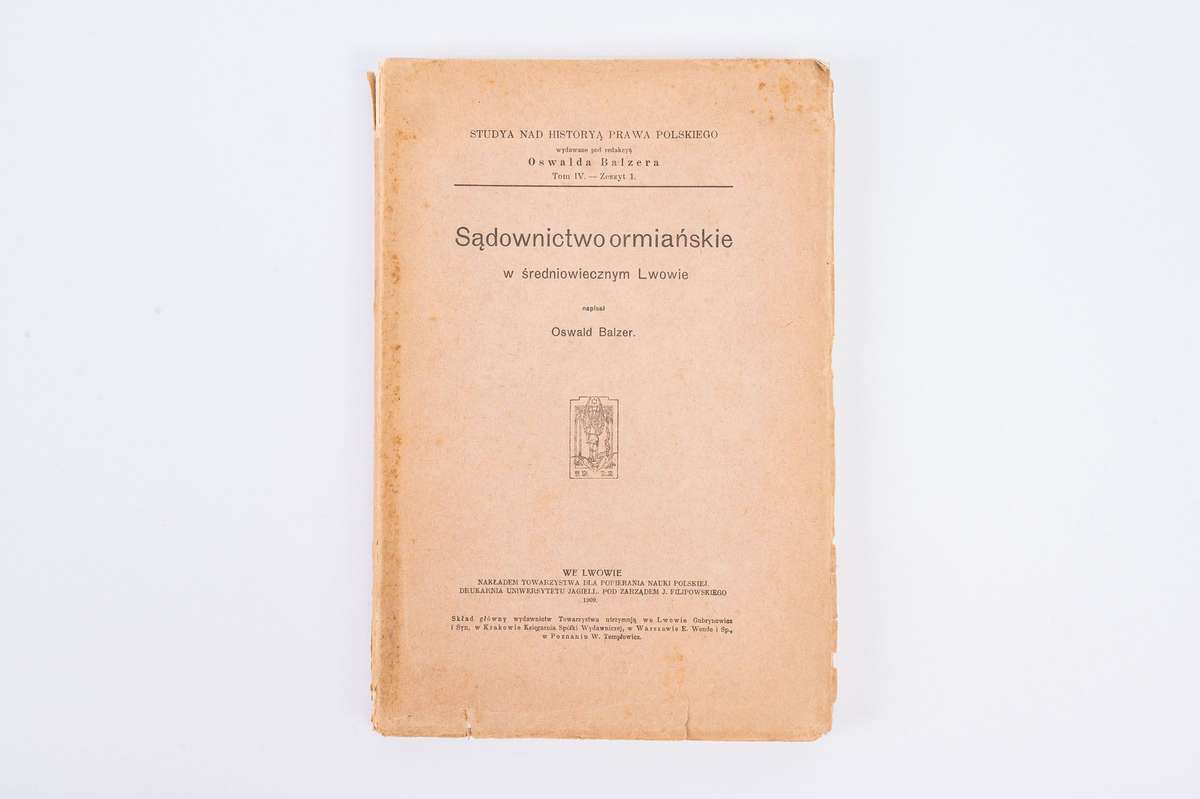 STUDYA NAD HISTORYĄ PRAWA POLSKIEGO
wydawane pod redakcyą
Oswalda Balzera
Tom IV. — Zeszyt 1.
Sądownictwo ormiańskie
w średniowiecznym Lwowie
napisał
Oswald Balzer.
WE LWOWIE
NAKŁADEM TOWARZYSTWA DLA POPIERANIA NAUKI POLSKIEJ.
DRUKARNIA UNIWERSYTETU JAGIELL. POD ZARZĄDEM J. FILIPOWSKIEGO
1909.
Skład główny wydawnictw Towarzystwa utrzymują we Lwowie Gubrynowicz
i Syn, w Krakowie Księgarnia Spółki Wydawniczej, w Warszawie E. Wende i Sp.,
w Poznaniu W. Tempłowicz.